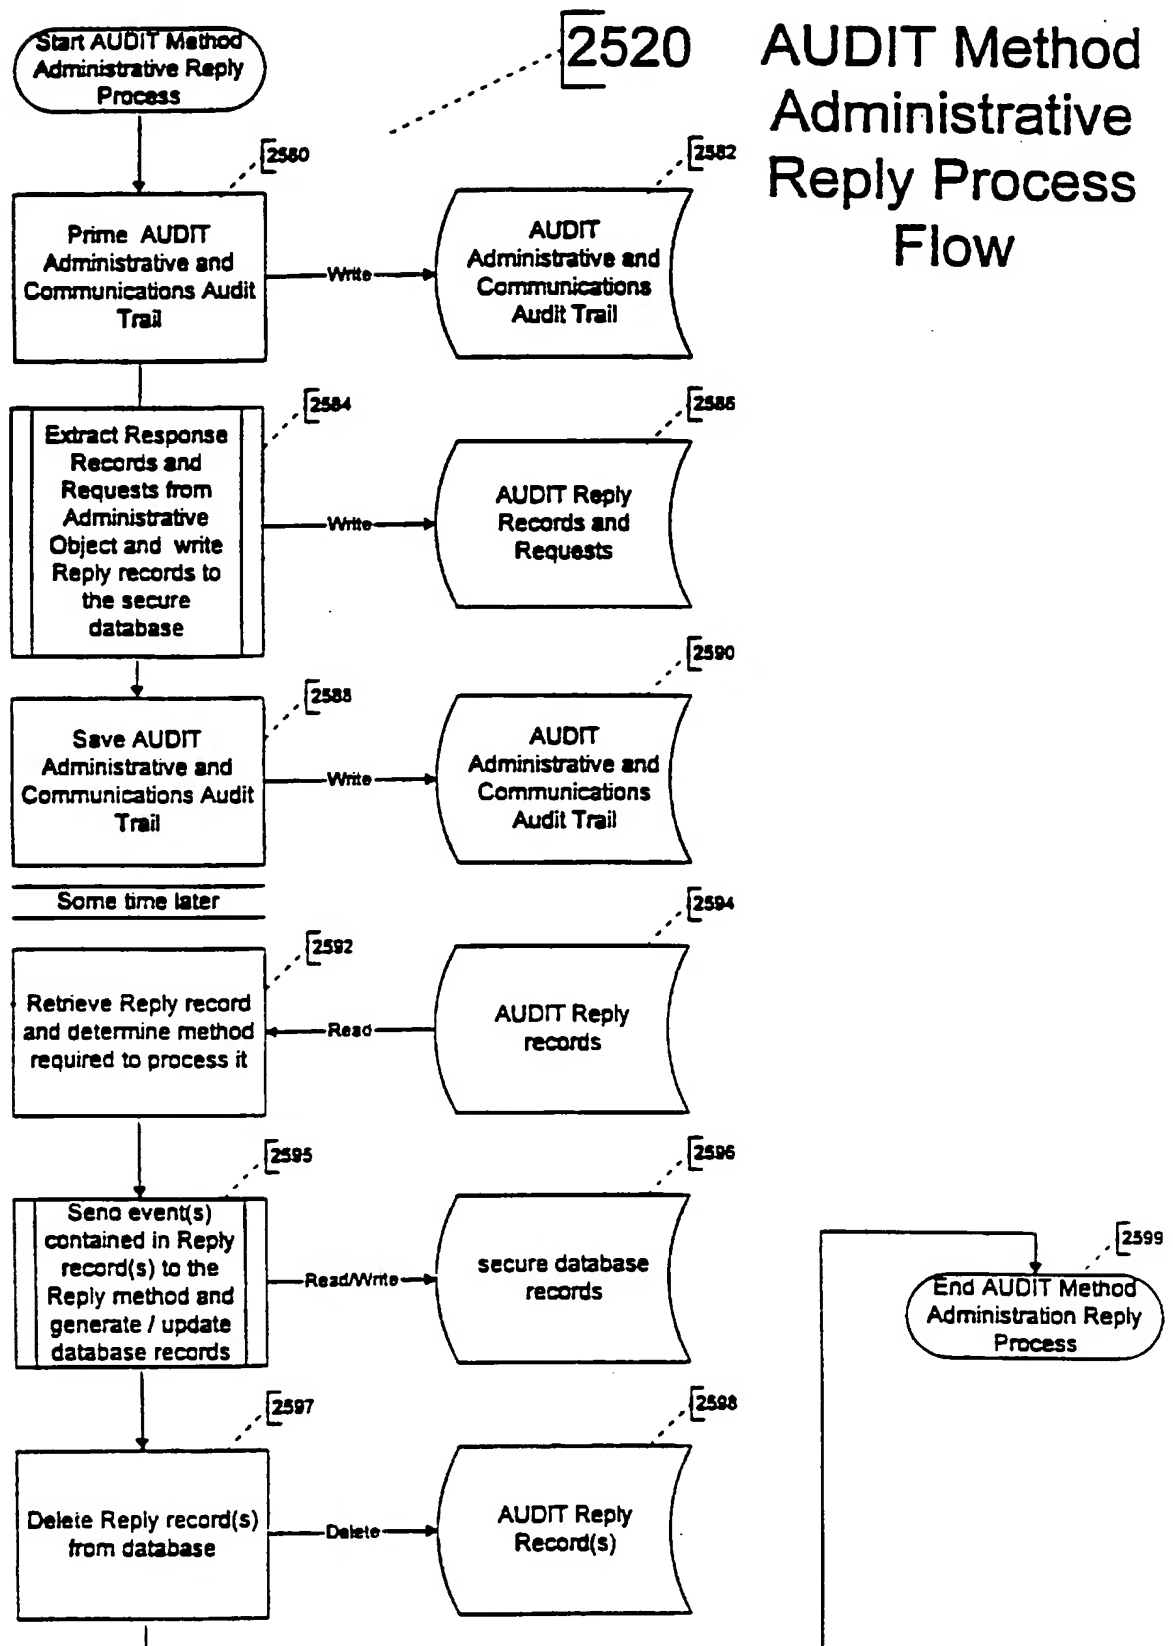 2520
AUDIT Method
Administrative
Reply Process
Flow
Start AUDIT Method
Administrative Reply
Process
2580
Prime AUDIT
Administrative and
Communications Audit
Trail
Write
2582
AUDIT
Administrative and
Communications
Audit Trail
2584
Extract Response
Records and
Requests from
Administrative
Object and write
Reply records to
the secure
database
Write
2586
AUDIT Reply
Records and
Requests
2588
Save AUDIT
Administrative and
Communications Audit
Trail
Write
2590
AUDIT
Administrative and
Communications
Audit Trail
Some time later
2592
Retrieve Reply record
and determine method
required to process it
Read
2594
AUDIT Reply
records
2595
Send event(s)
contained in Reply
record(s) to the
Reply method and
generate / update
database records
Read/Write
2596
secure database
records
2597
Delete Reply record(s)
from database
Delete
2598
AUDIT Reply
Record(s)
2599
End AUDIT Method
Administration Reply
Process